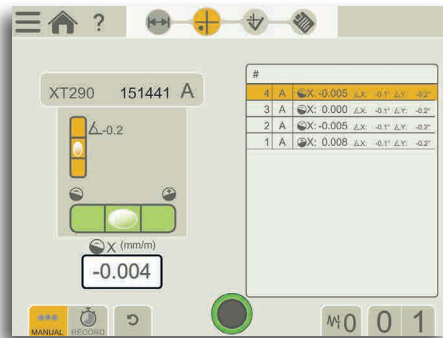 ?
#
XT290 151441 A
4 A X: -0.005 ∠X: -0.1° ∠Y: -0.2°
3 A X: 0.000 ∠X: -0.1° ∠Y: -0.2°
2 A X: -0.005 ∠X: -0.1° ∠Y: -0.2°
1 A X: 0.008 ∠X: -0.1° ∠Y: -0.2°
∠-0.2
X (mm/m)
-0.004
MANUAL RECORD
0 0 1